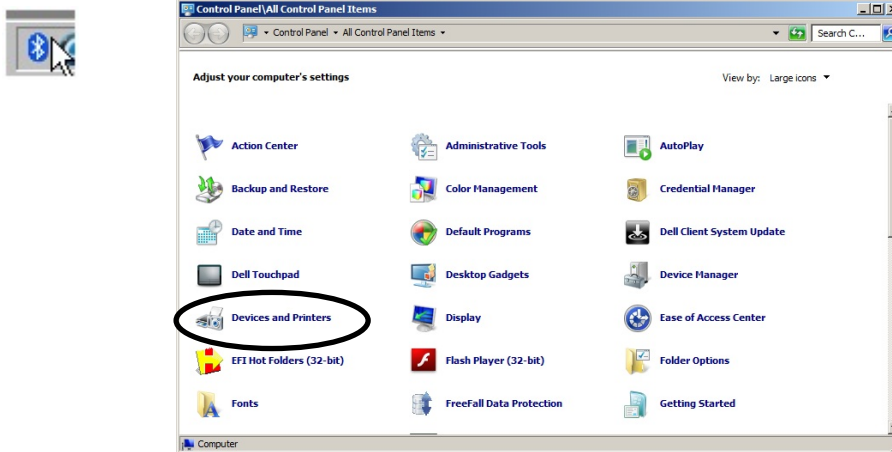 Control Panel\All Control Panel Items
Control Panel All Control Panel Items Search C...
Adjust your computer's settings View by: Large icons
Action Center Administrative Tools AutoPlay
Backup and Restore Color Management Credential Manager
Date and Time Default Programs Dell Client System Update
Dell Touchpad Desktop Gadgets Device Manager
Devices and Printers Display Ease of Access Center
EFI Hot Folders (32-bit) Flash Player (32-bit) Folder Options
Fonts FreeFall Data Protection Getting Started
Computer